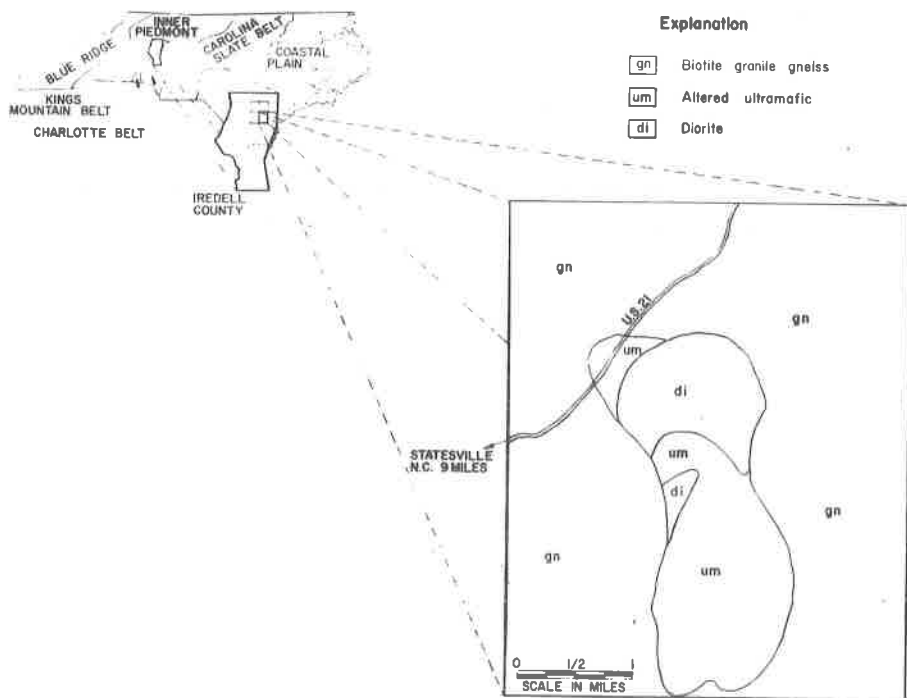 INNER
PIEDMONT
BLUE RIDGE
CAROLINA
SLATE BELT
COASTAL
PLAIN
KINGS
MOUNTAIN BELT
CHARLOTTE BELT
IREDELL
COUNTY
Explanation
gn Biotite granile gnelss
um Altered ultramafic
di Diorite
gn
gn
U.S. 21
um
di
STATESVILLE
N.C. 9 MILES
um
di
gn
gn
um
0 1/2 1
SCALE IN MILES